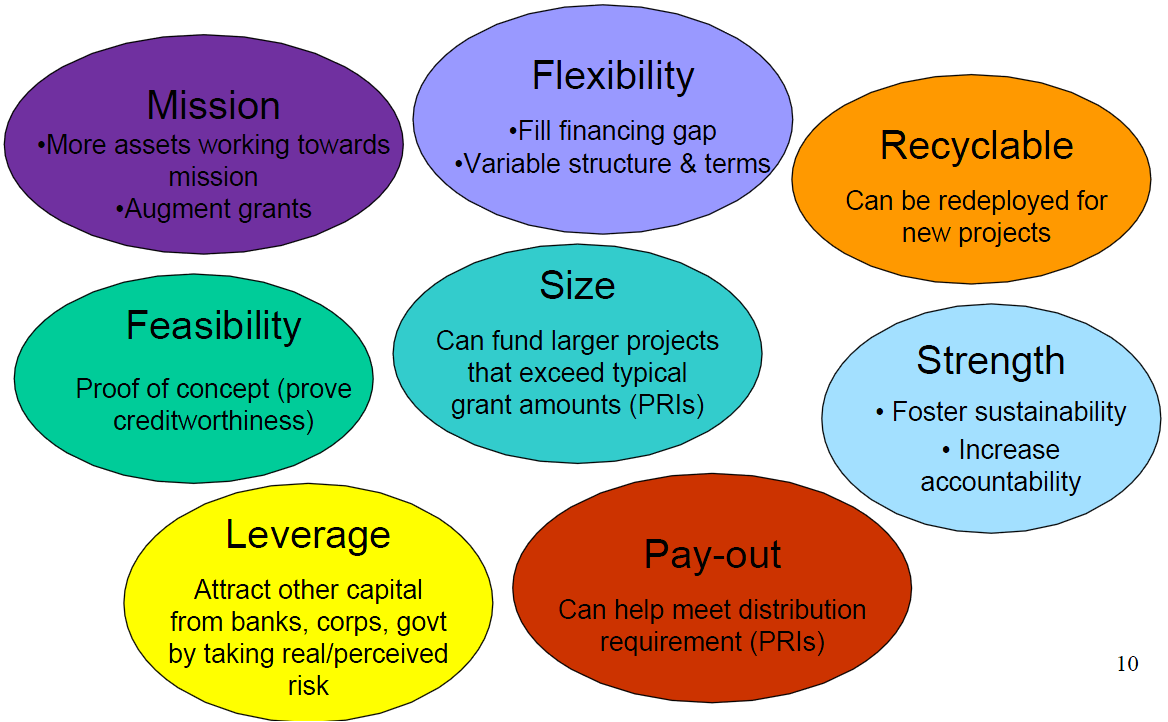 Mission
•More assets working towards
mission
•Augment grants
Flexibility
•Fill financing gap
•Variable structure & terms
Recyclable
Can be redeployed for
new projects
Feasibility
Proof of concept (prove
creditworthiness)
Size
Can fund larger projects
that exceed typical
grant amounts (PRIs)
Strength
• Foster sustainability
• Increase
accountability
Leverage
Attract other capital
from banks, corps, govt
by taking real/perceived
risk
Pay-out
Can help meet distribution
requirement (PRIs)
10